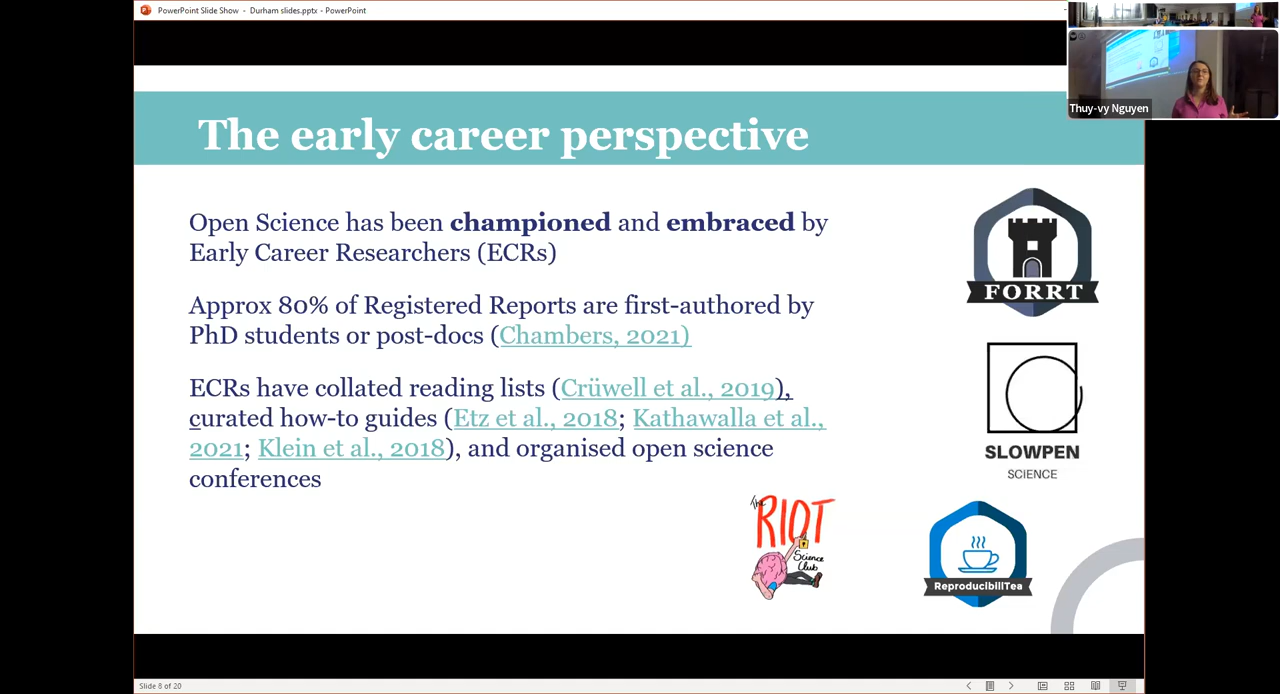 PowerPoint Slide Show - Durham slides.pptx - PowerPoint
Thuy-vy Nguyen
The early career perspective
Open Science has been championed and embraced by
Early Career Researchers (ECRs)
Approx 80% of Registered Reports are first-authored by
PhD students or post-docs (Chambers, 2021)
ECRs have collated reading lists (Crüwell et al., 2019),
curated how-to guides (Etz et al., 2018; Kathawalla et al.,
2021; Klein et al., 2018), and organised open science
conferences
FORRT
SLOWPEN
SCIENCE
The
RIOT
Science
Club
ReproducibiliTea
Slide 8 of 20